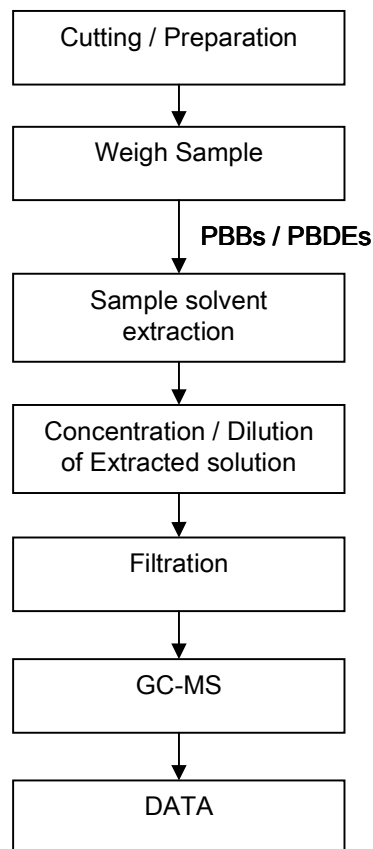 Cutting / Preparation
Weigh Sample
PBBs / PBDEs
Sample solvent
extraction
Concentration / Dilution
of Extracted solution
Filtration
GC-MS
DATA